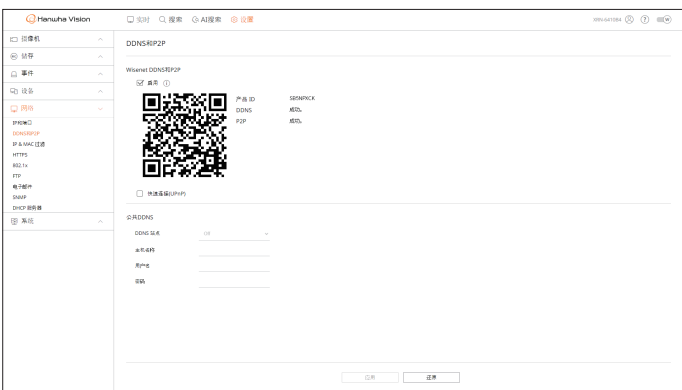 Hanwha Vision
实时 搜索 AI搜索 设置
摄像机
储存
事件
设备
网络
IP和端口
DDNS和P2P
IP & MAC 过滤
HTTPS
802.1x
FTP
电子邮件
SNMP
DHCP 服务器
系统
DDNS和P2P
Wisenet DDNS和P2P
启用
产品 ID
DDNS 成功。
P2P 成功。
快速连接(UPnP)
公共DDNS
DDNS 站点 Off
主机名称
用户名
密码
应用 还原